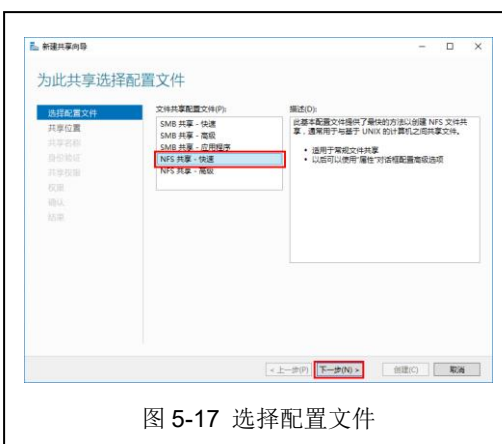 新建共享向导
为此共享选择配置文件
选择配置文件
共享位置
共享名称
身份验证
共享权限
权限
确认
结果
文件共享配置文件(P):
SMB 共享 - 快速
SMB 共享 - 高级
SMB 共享 - 应用程序
NFS 共享 - 快速
NFS 共享 - 高级
描述(D):
此基本配置文件提供了最快的方法以创建 NFS 文件共
享，通常用于与基于 UNIX 的计算机之间共享文件。
• 适用于常规文件共享
• 以后可以使用"属性"对话框配置高级选项
< 上一步(P)
下一步(N) >
创建(C)
取消
图 5-17 选择配置文件